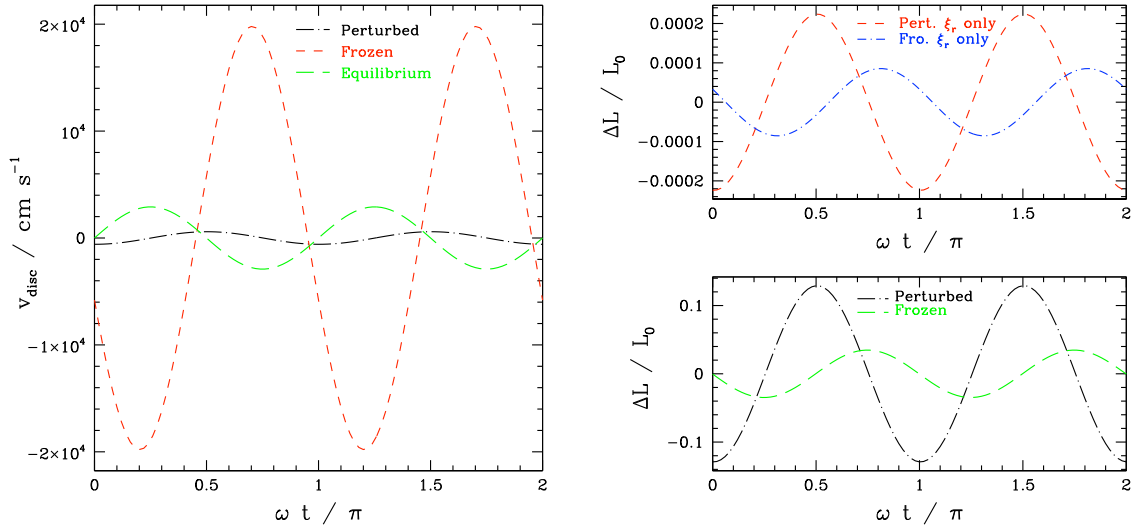 2×10⁴
10⁴
0
−1×10⁴
−2×10⁴
v_disc / cm s⁻¹
Perturbed
Frozen
Equilibrium
0 0.5 1 1.5 2
ω t / π
0.0002
0.0001
0
−0.0001
−0.0002
ΔL / L₀
Pert. ξ_r only
Fro. ξ_r only
0 0.5 1 1.5 2
ω t / π
0.1
0
−0.1
ΔL / L₀
Perturbed
Frozen
0 0.5 1 1.5 2
ω t / π